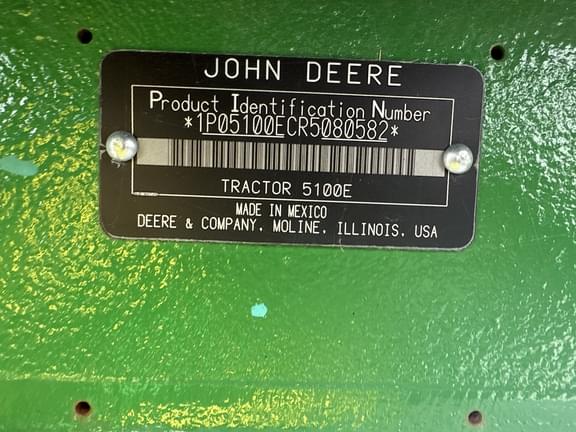 JOHN DEERE
Product Identification Number
*1P05100ECR5080582*
TRACTOR 5100E
MADE IN MEXICO
DEERE & COMPANY, MOLINE, ILLINOIS, USA